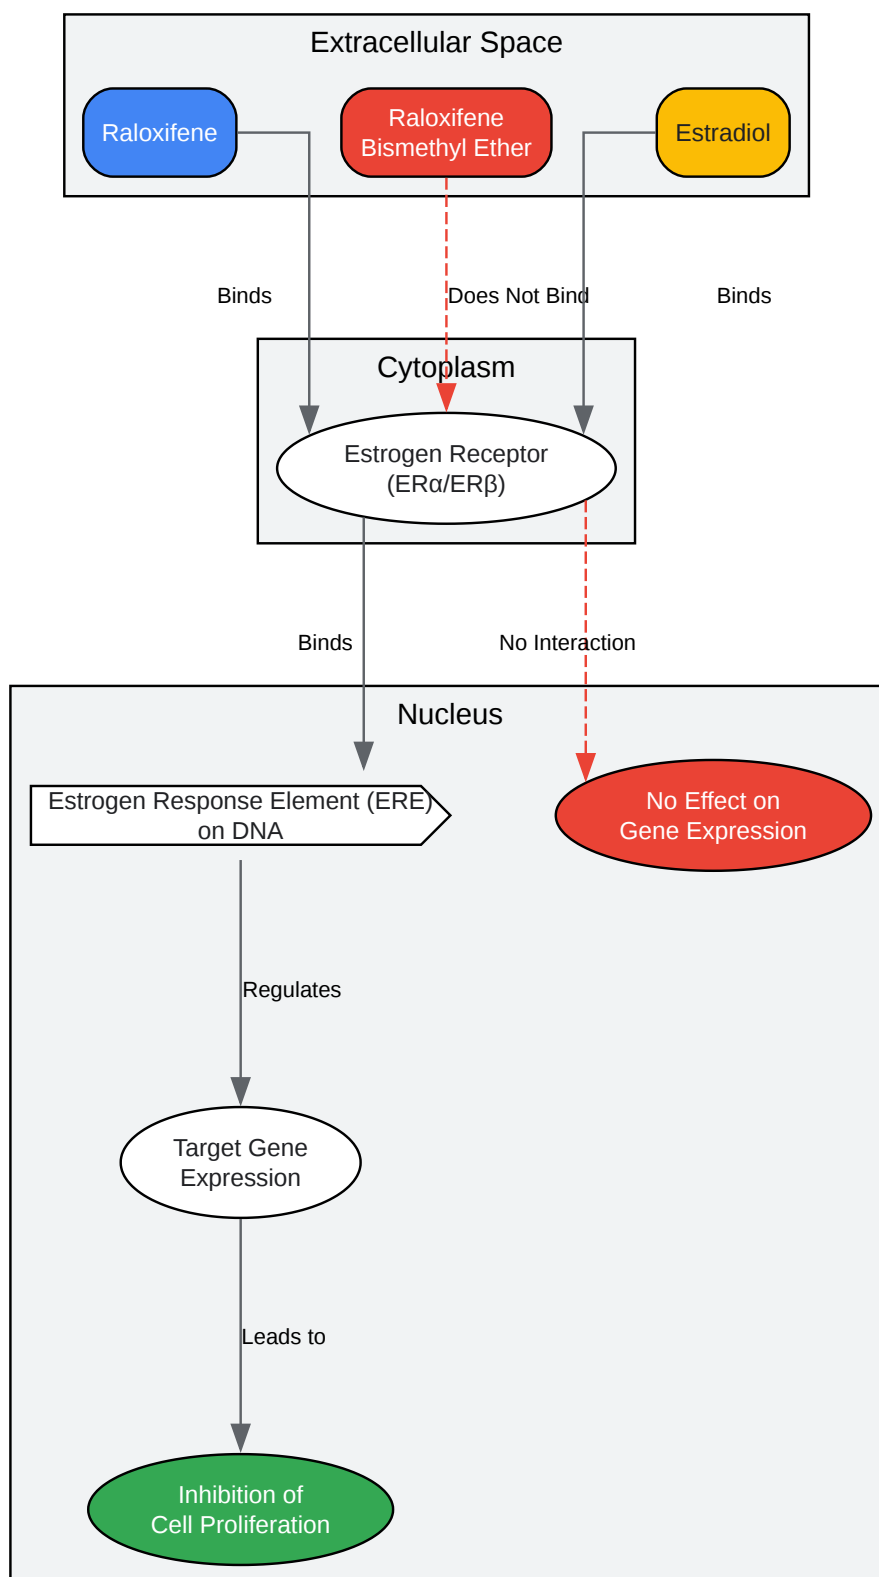 Extracellular Space
Raloxifene
Raloxifene
Bismethyl Ether
Estradiol
Binds
Does Not Bind
Binds
Cytoplasm
Estrogen Receptor
(ERα/ERβ)
Binds
No Interaction
Nucleus
Estrogen Response Element (ERE)
on DNA
No Effect on
Gene Expression
Regulates
Target Gene
Expression
Leads to
Inhibition of
Cell Proliferation